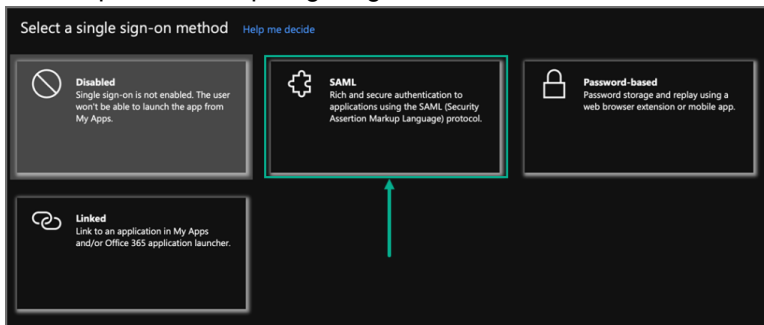 Select a single sign-on method Help me decide
Disabled
Single sign-on is not enabled. The user
won't be able to launch the app from
My Apps.
SAML
Rich and secure authentication to
applications using the SAML (Security
Assertion Markup Language) protocol.
Password-based
Password storage and replay using a
web browser extension or mobile app.
Linked
Link to an application in My Apps
and/or Office 365 application launcher.